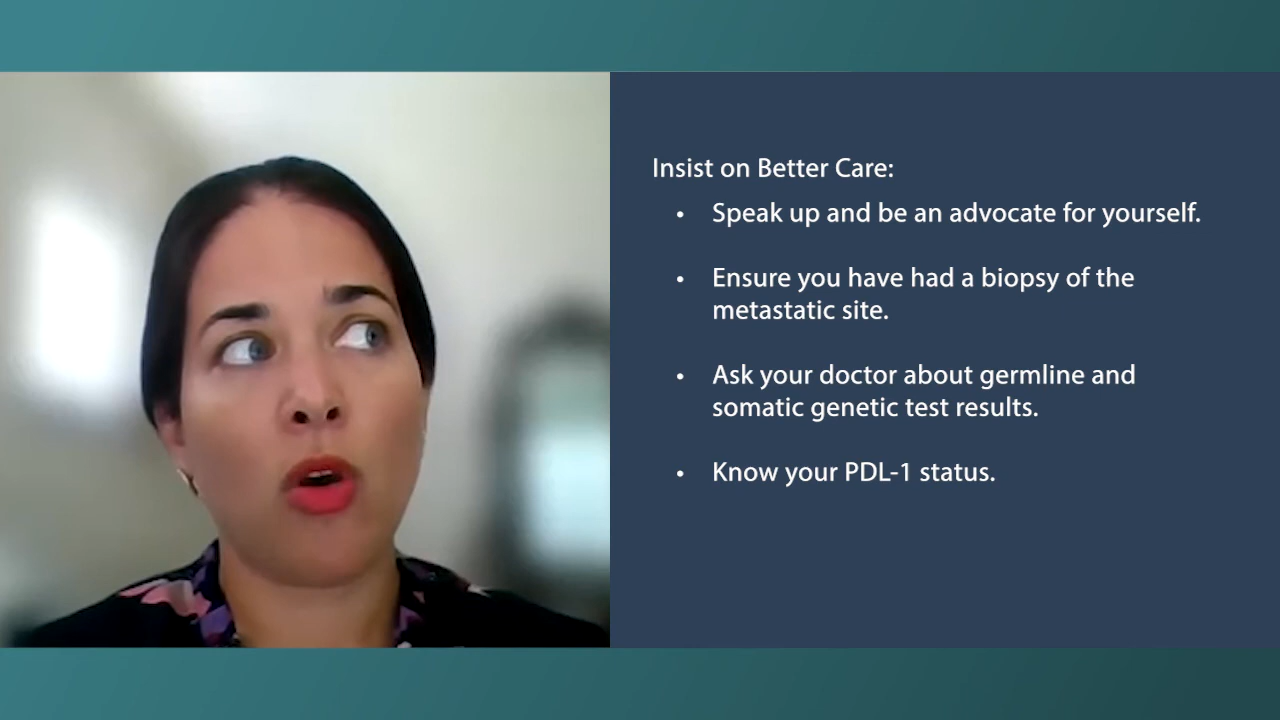 Insist on Better Care:
• Speak up and be an advocate for yourself.
• Ensure you have had a biopsy of the
metastatic site.
• Ask your doctor about germline and
somatic genetic test results.
• Know your PDL-1 status.